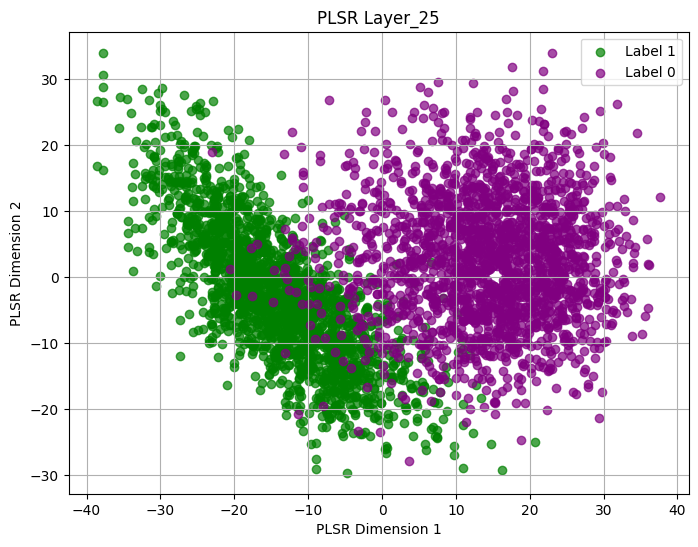 PLSR Layer_25
Label 1
Label 0
PLSR Dimension 2
30
20
10
0
−10
−20
−30
−40 −30 −20 −10 0 10 20 30 40
PLSR Dimension 1